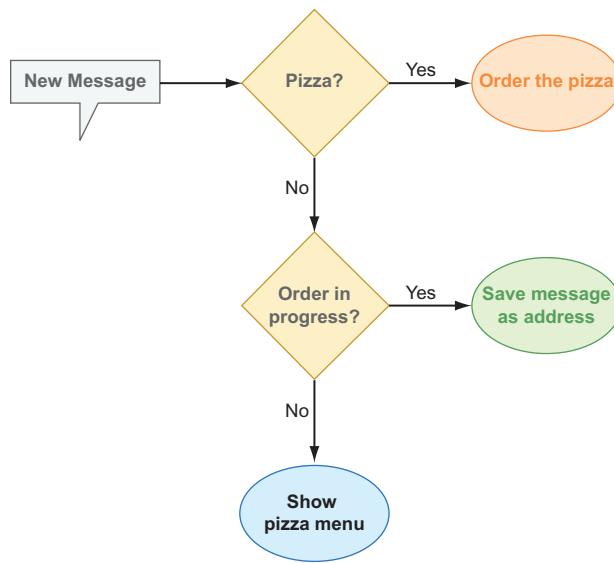 New Message
Pizza?
Yes
Order the pizza
No
Order in
progress?
Yes
Save message
as address
No
Show
pizza menu